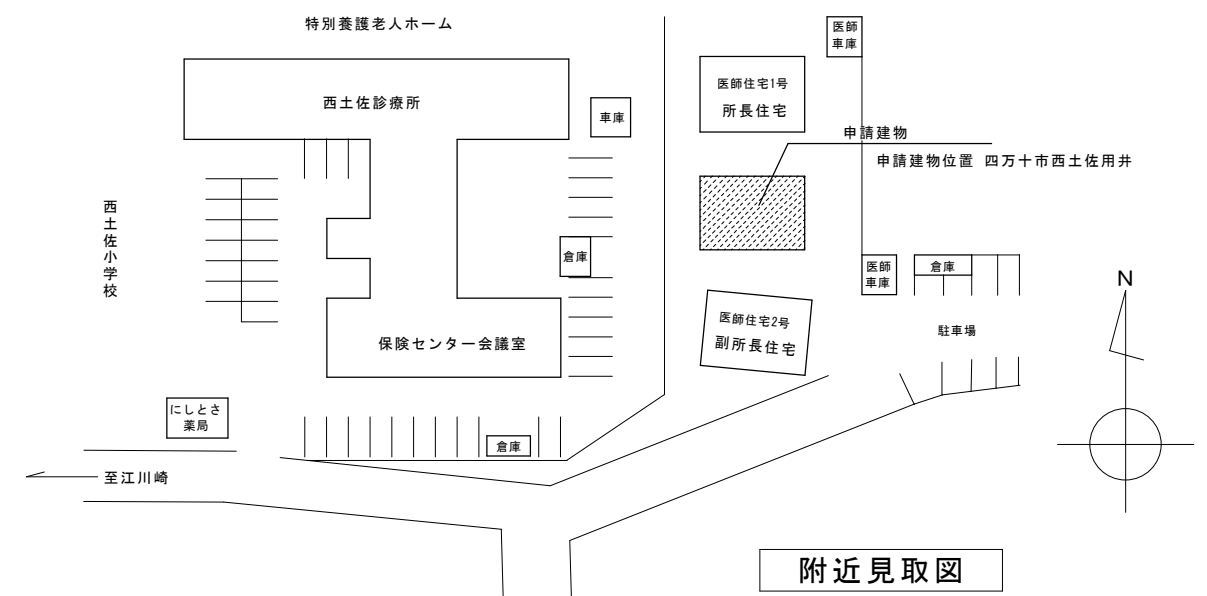 特別養護老人ホーム
医師
車庫
西土佐診療所
車庫
医師住宅1号
所長住宅
申請建物
申請建物位置 四万十市西土佐用井
西土佐小学校
倉庫
医師
車庫
倉庫
N
医師住宅2号
副所長住宅
駐車場
保険センター会議室
にしとさ
薬局
倉庫
至江川崎
附近見取図